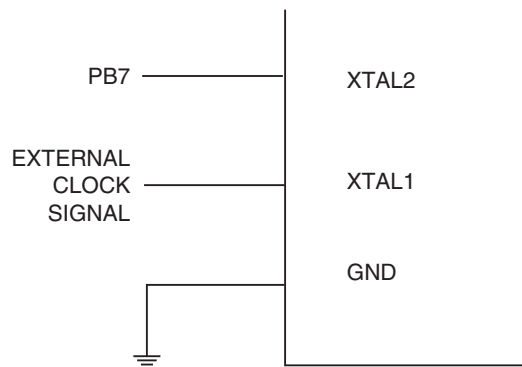 PB7
XTAL2
EXTERNAL
CLOCK
SIGNAL
XTAL1
GND